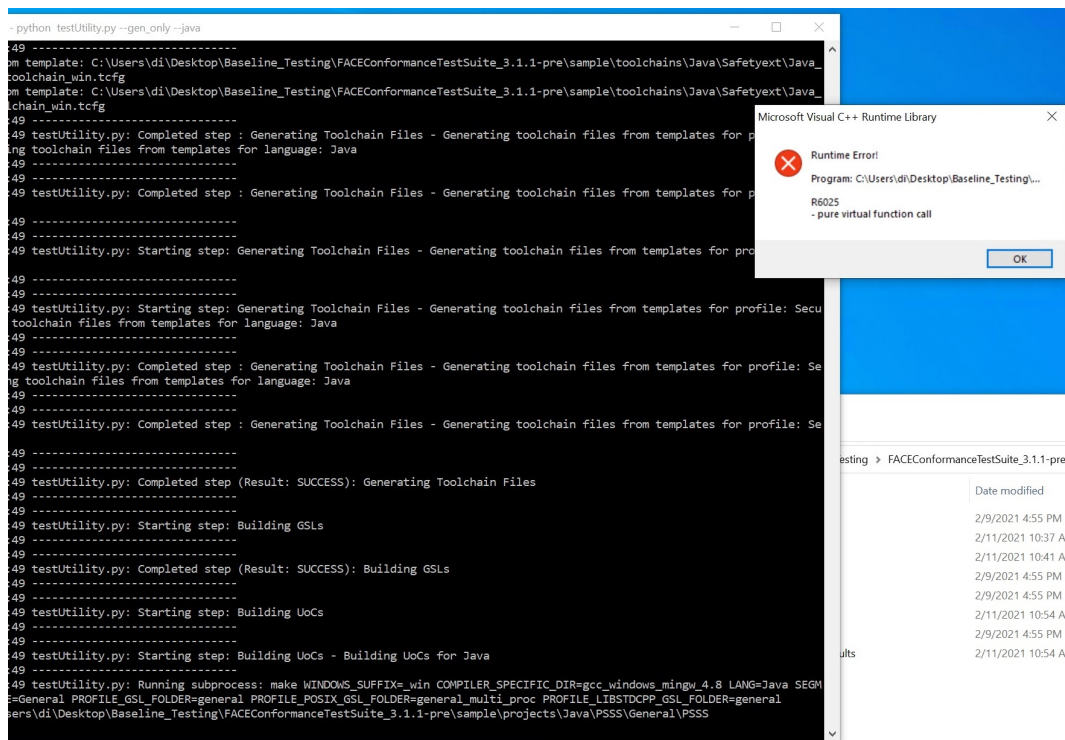 - python testUtility.py --gen_only --java
:49 -------------------------------
om template: C:\Users\di\Desktop\Baseline_Testing\FACEConformanceTestSuite_3.1.1-pre\sample\toolchains\Java\Safetyext\Java_
toolchain_win.tcfg
om template: C:\Users\di\Desktop\Baseline_Testing\FACEConformanceTestSuite_3.1.1-pre\sample\toolchains\Java\Safetyext\Java_
lchain_win.tcfg
:49 -------------------------------
:49 testUtility.py: Completed step : Generating Toolchain Files - Generating toolchain files from templates for p
ing toolchain files from templates for language: Java
:49 -------------------------------
:49 -------------------------------
:49 testUtility.py: Completed step : Generating Toolchain Files - Generating toolchain files from templates for p
:49 -------------------------------
:49 -------------------------------
:49 testUtility.py: Starting step: Generating Toolchain Files - Generating toolchain files from templates for pro
:49 -------------------------------
:49 -------------------------------
:49 testUtility.py: Starting step: Generating Toolchain Files - Generating toolchain files from templates for profile: Secu
toolchain files from templates for language: Java
:49 -------------------------------
:49 -------------------------------
:49 testUtility.py: Completed step : Generating Toolchain Files - Generating toolchain files from templates for profile: Se
ng toolchain files from templates for language: Java
:49 -------------------------------
:49 -------------------------------
:49 testUtility.py: Completed step : Generating Toolchain Files - Generating toolchain files from templates for profile: Se
:49 -------------------------------
:49 -------------------------------
:49 testUtility.py: Completed step (Result: SUCCESS): Generating Toolchain Files
:49 -------------------------------
:49 -------------------------------
:49 testUtility.py: Starting step: Building GSLs
:49 -------------------------------
:49 -------------------------------
:49 testUtility.py: Completed step (Result: SUCCESS): Building GSLs
:49 -------------------------------
:49 -------------------------------
:49 testUtility.py: Starting step: Building UoCs
:49 -------------------------------
:49 -------------------------------
:49 testUtility.py: Starting step: Building UoCs - Building UoCs for Java
:49 -------------------------------
:49 testUtility.py: Running subprocess: make WINDOWS_SUFFIX=_win COMPILER_SPECIFIC_DIR=gcc_windows_mingw_4.8 LANG=Java SEGM
E=General PROFILE_GSL_FOLDER=general PROFILE_POSIX_GSL_FOLDER=general_multi_proc PROFILE_LIBSTDCPP_GSL_FOLDER=general
sers\di\Desktop\Baseline_Testing\FACEConformanceTestSuite_3.1.1-pre\sample\projects\Java\PSSS\General\PSSS
Microsoft Visual C++ Runtime Library
Runtime Error!
Program: C:\Users\di\Desktop\Baseline_Testing\...
R6025
- pure virtual function call
OK
esting > FACEConformanceTestSuite_3.1.1-pre
Date modified
2/9/2021 4:55 PM
2/11/2021 10:37 A
2/11/2021 10:41 A
2/9/2021 4:55 PM
2/9/2021 4:55 PM
2/11/2021 10:54 A
2/9/2021 4:55 PM
ults 2/11/2021 10:54 A